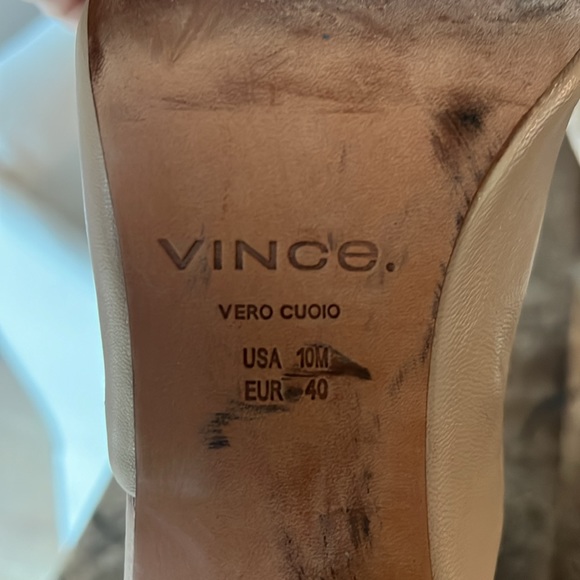 VINCe.
VERO CUOIO
USA 10M
EUR 40